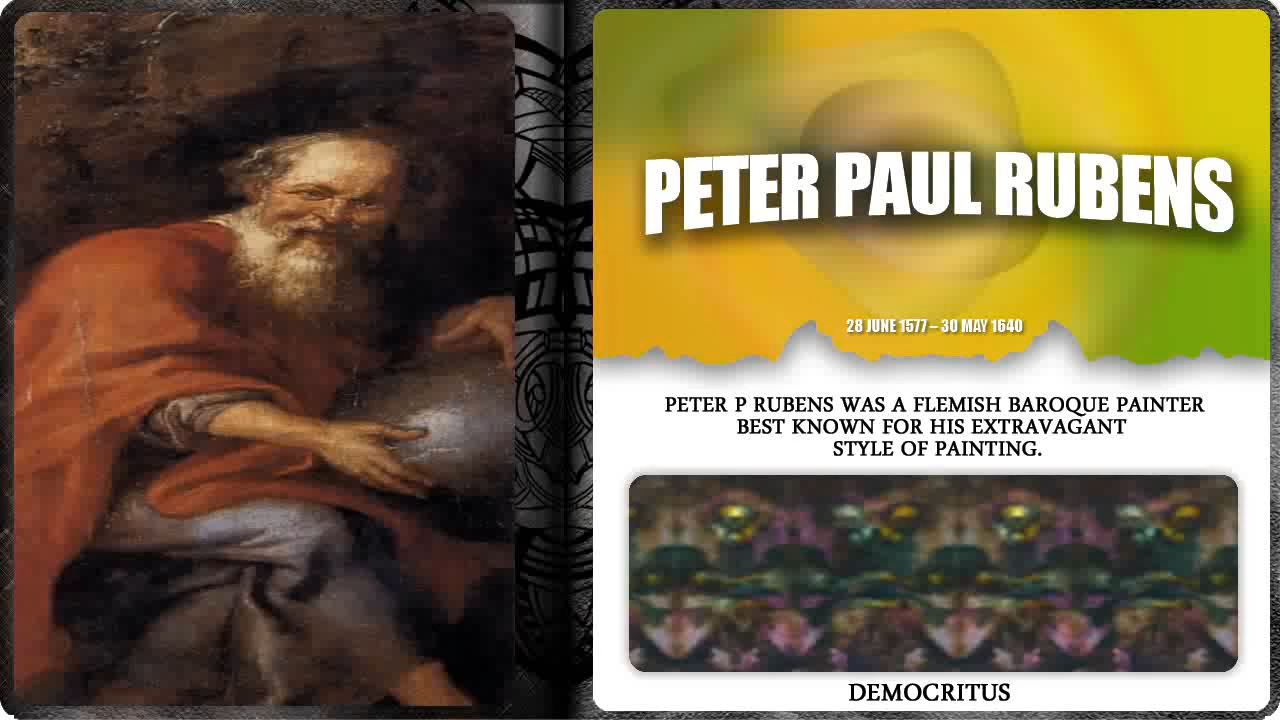 PETER PAUL RUBENS
28 JUNE 1577 – 30 MAY 1640
PETER P RUBENS WAS A FLEMISH BAROQUE PAINTER
BEST KNOWN FOR HIS EXTRAVAGANT
STYLE OF PAINTING.
DEMOCRITUS